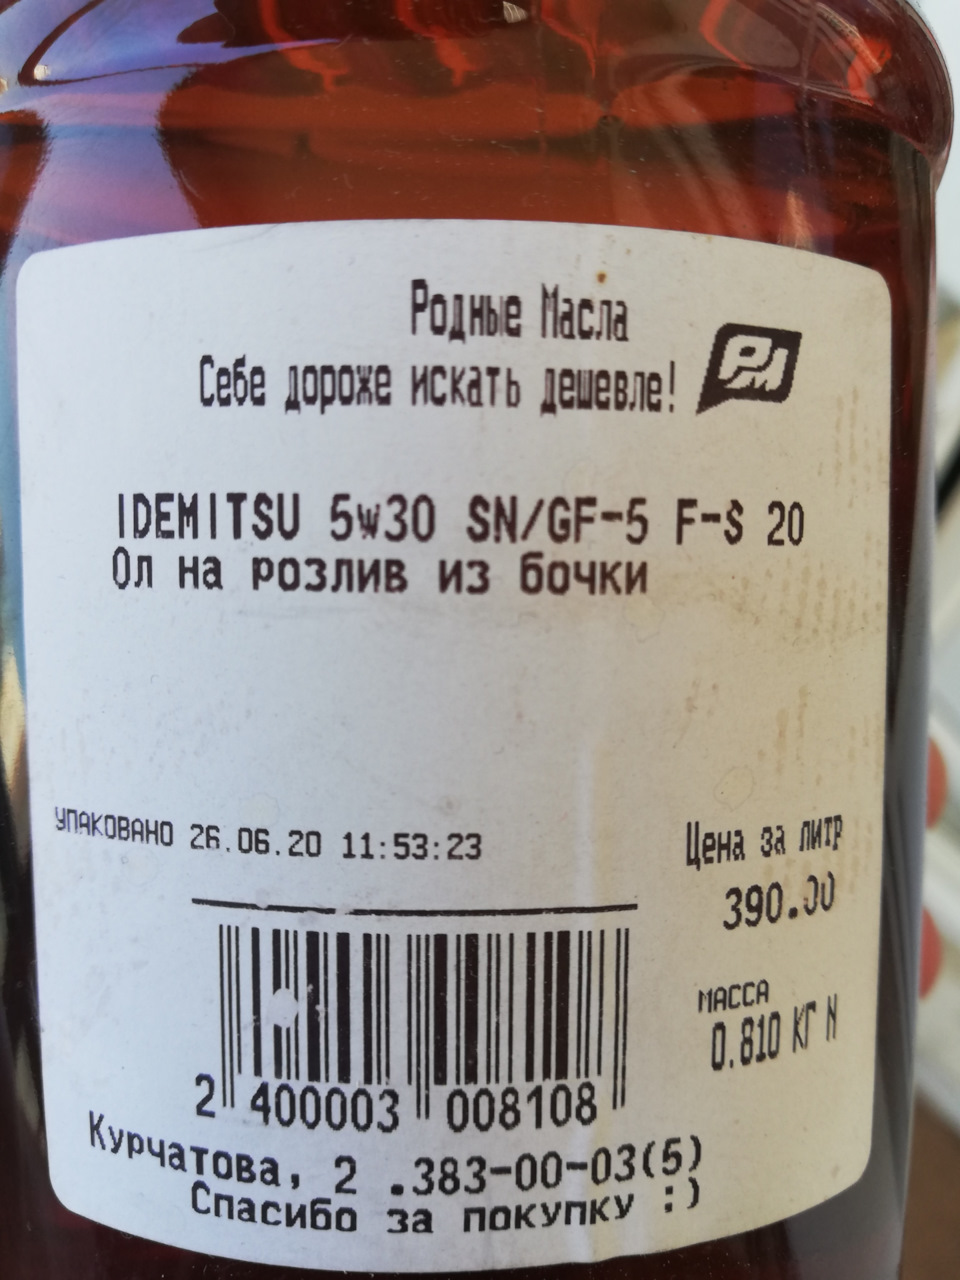 Родные Масла
Себе дороже искать дешевле!
РМ
IDEMITSU 5w30 SN/GF-5 F-S 20
0л на розлив из бочки
УПАКОВАНО 26.06.20 11:53:23
Цена за литр
390.00
МАССА
0.810 КГ N
2 400003 008108
Курчатова, 2 .383-00-03(5)
Спасибо за покупку :)